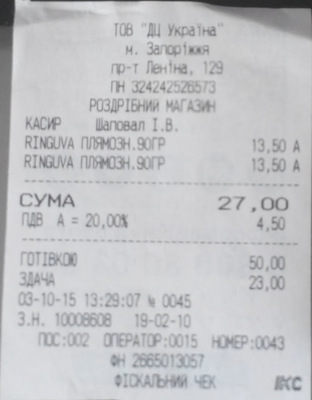 ТОВ "ДЦ Україна"
м. Запоріжжя
пр-т Леніна, 129
ПН 324242526573
РОЗДРІБНИЙ МАГАЗИН
КАСИР Шаповал І.В.
RINGUVA ПЛЯМОЗН.90ГР 13,50 А
RINGUVA ПЛЯМОЗН.90ГР 13,50 А
СУМА 27,00
ПДВ А = 20,00% 4,50
ГОТІВКОЮ 50,00
ЗДАЧА 23,00
03-10-15 13:29:07 № 0045
З.Н. 10008608 19-02-10
ПОС:002 ОПЕРАТОР:0015 НОМЕР:0043
ФН 2665013057
ФІСКАЛЬНИЙ ЧЕК ІКС